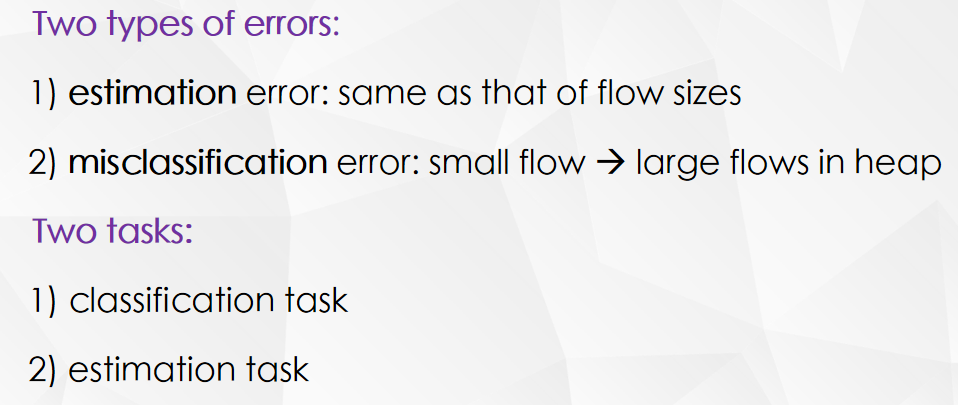 Two types of errors:
1) estimation error: same as that of flow sizes
2) misclassification error: small flow → large flows in heap
Two tasks:
1) classification task
2) estimation task